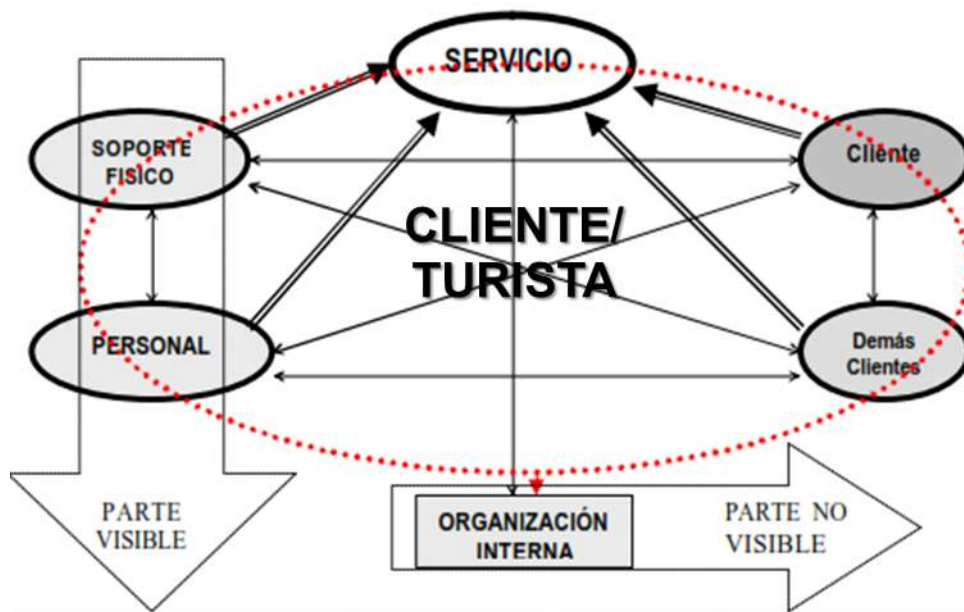 SERVICIO
SOPORTE
FISICO
Cliente
CLIENTE/
TURISTA
PERSONAL
Demás
Clientes
PARTE
VISIBLE
ORGANIZACIÓN
INTERNA
PARTE NO
VISIBLE